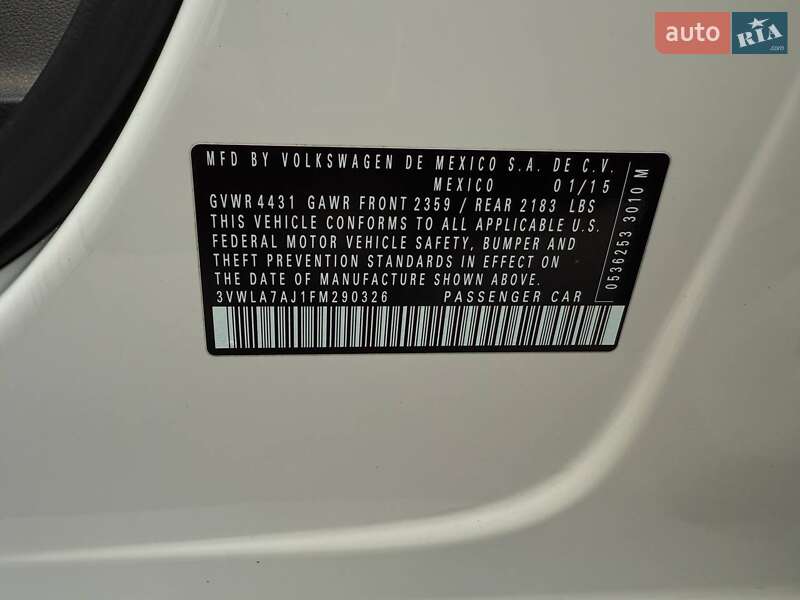 auto RIA .com
MFD BY VOLKSWAGEN DE MEXICO S.A. DE C.V.
MEXICO 01/15
GVWR 4431 GAWR FRONT 2359 / REAR 2183 LBS
THIS VEHICLE CONFORMS TO ALL APPLICABLE U.S.
FEDERAL MOTOR VEHICLE SAFETY, BUMPER AND
THEFT PREVENTION STANDARDS IN EFFECT ON
THE DATE OF MANUFACTURE SHOWN ABOVE.
3VWLA7AJ1FM290326 PASSENGER CAR
0536253 3010 M